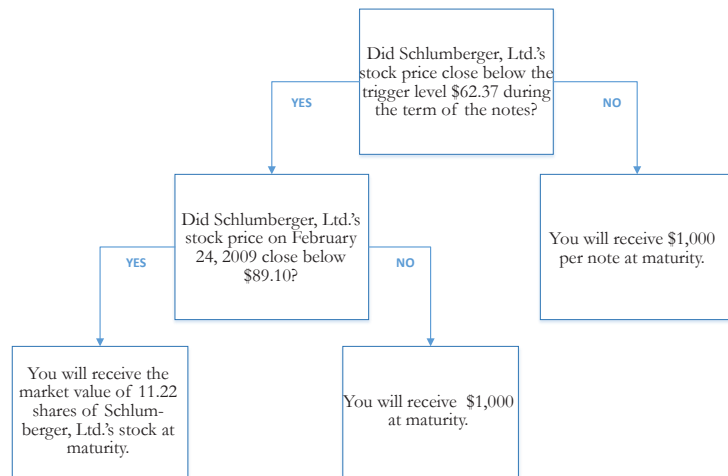 Did Schlumberger, Ltd.'s
stock price close below the
trigger level $62.37 during
the term of the notes?
YES
NO
Did Schlumberger, Ltd.'s
stock price on February
24, 2009 close below
$89.10?
You will receive $1,000
per note at maturity.
YES
NO
You will receive the
market value of 11.22
shares of Schlum-
berger, Ltd.'s stock at
maturity.
You will receive $1,000
at maturity.